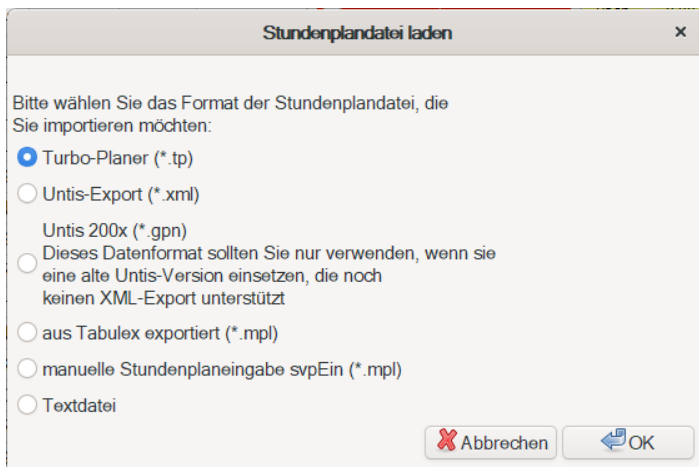 Stundenplandatei laden
Bitte wählen Sie das Format der Stundenplandatei, die
Sie importieren möchten:
Turbo-Planer (*.tp)
Untis-Export (*.xml)
Untis 200x (*.gpn)
Dieses Datenformat sollten Sie nur verwenden, wenn sie
eine alte Untis-Version einsetzen, die noch
keinen XML-Export unterstützt
aus Tabulex exportiert (*.mpl)
manuelle Stundenplaneingabe svpEin (*.mpl)
Textdatei
Abbrechen
OK